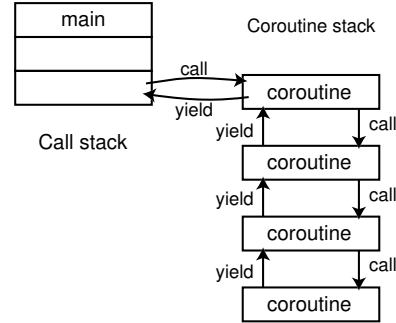 main
Coroutine stack
call
coroutine
yield
Call stack
yield
call
coroutine
yield
call
coroutine
yield
call
coroutine